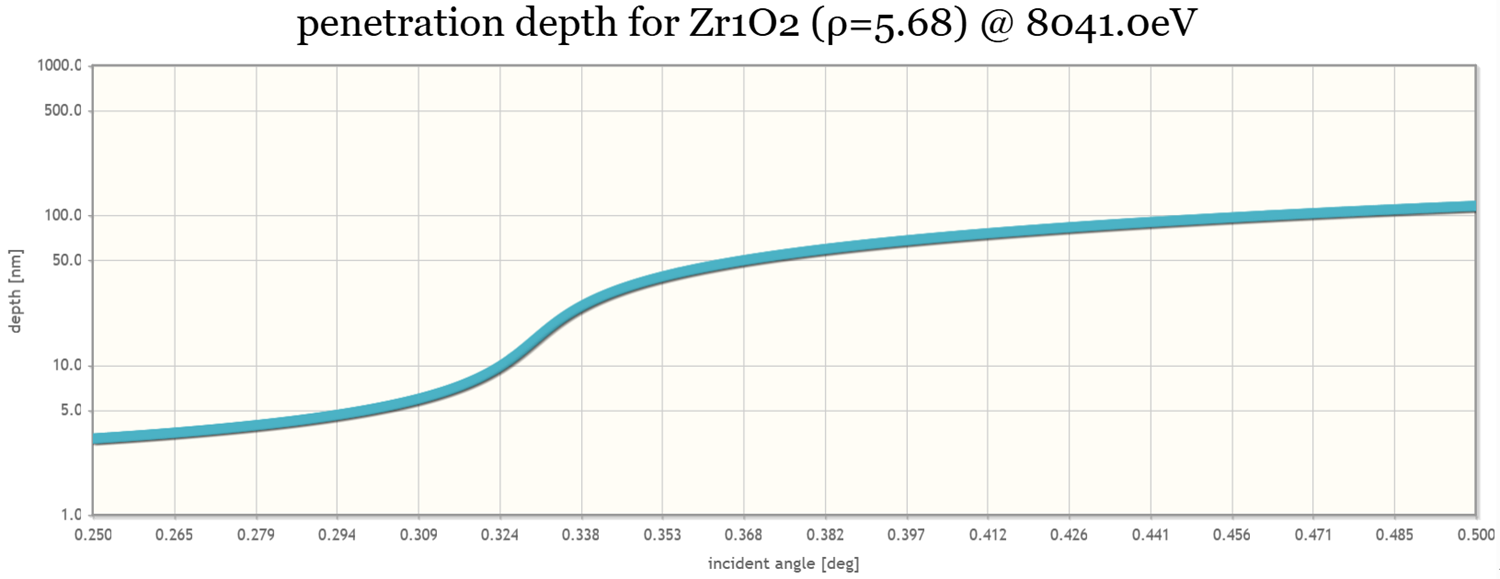 penetration depth for Zr1O2 (ρ=5.68) @ 8041.0eV
1000.0
500.0
100.0
50.0
10.0
5.0
1.0
depth [nm]
0.250 0.265 0.279 0.294 0.309 0.324 0.338 0.353 0.368 0.382 0.397 0.412 0.426 0.441 0.456 0.471 0.485 0.500
incident angle [deg]